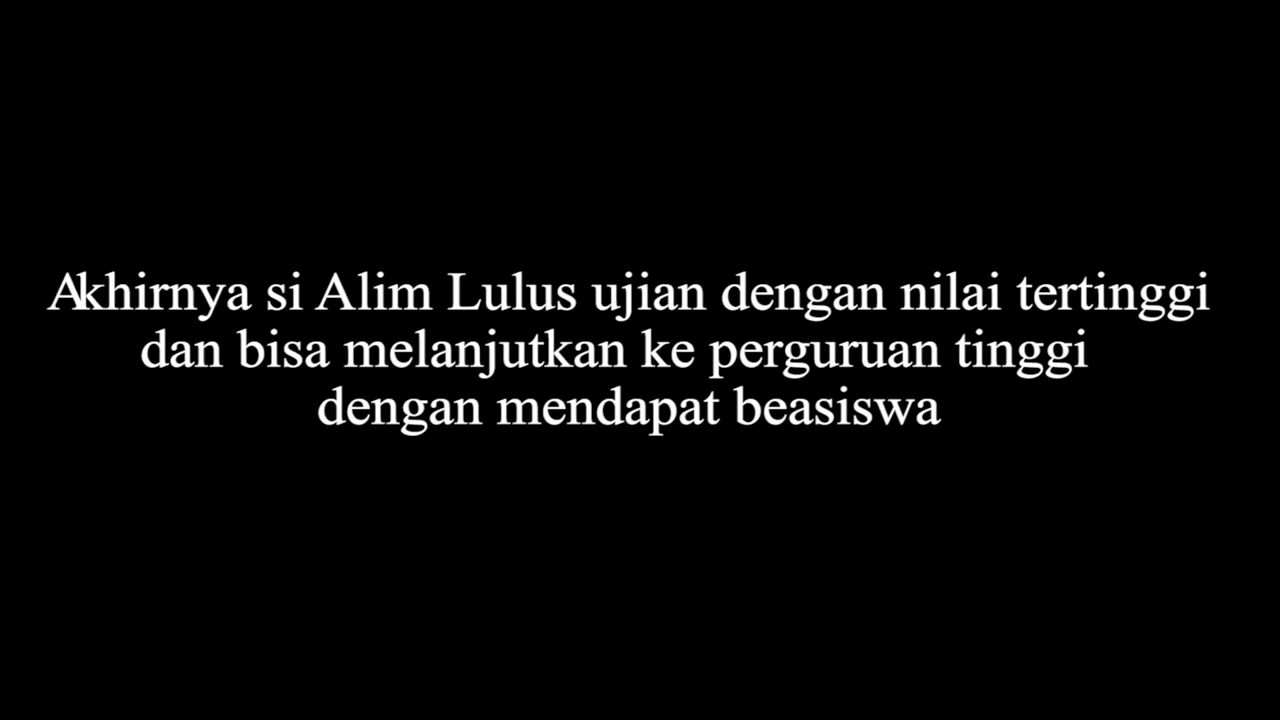 Akhirnya si Alim Lulus ujian dengan nilai tertinggi
dan bisa melanjutkan ke perguruan tinggi
dengan mendapat beasiswa